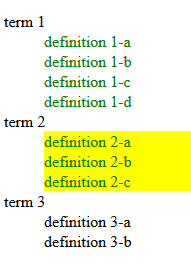 term 1
definition 1-a
definition 1-b
definition 1-c
definition 1-d
term 2
definition 2-a
definition 2-b
definition 2-c
term 3
definition 3-a
definition 3-b